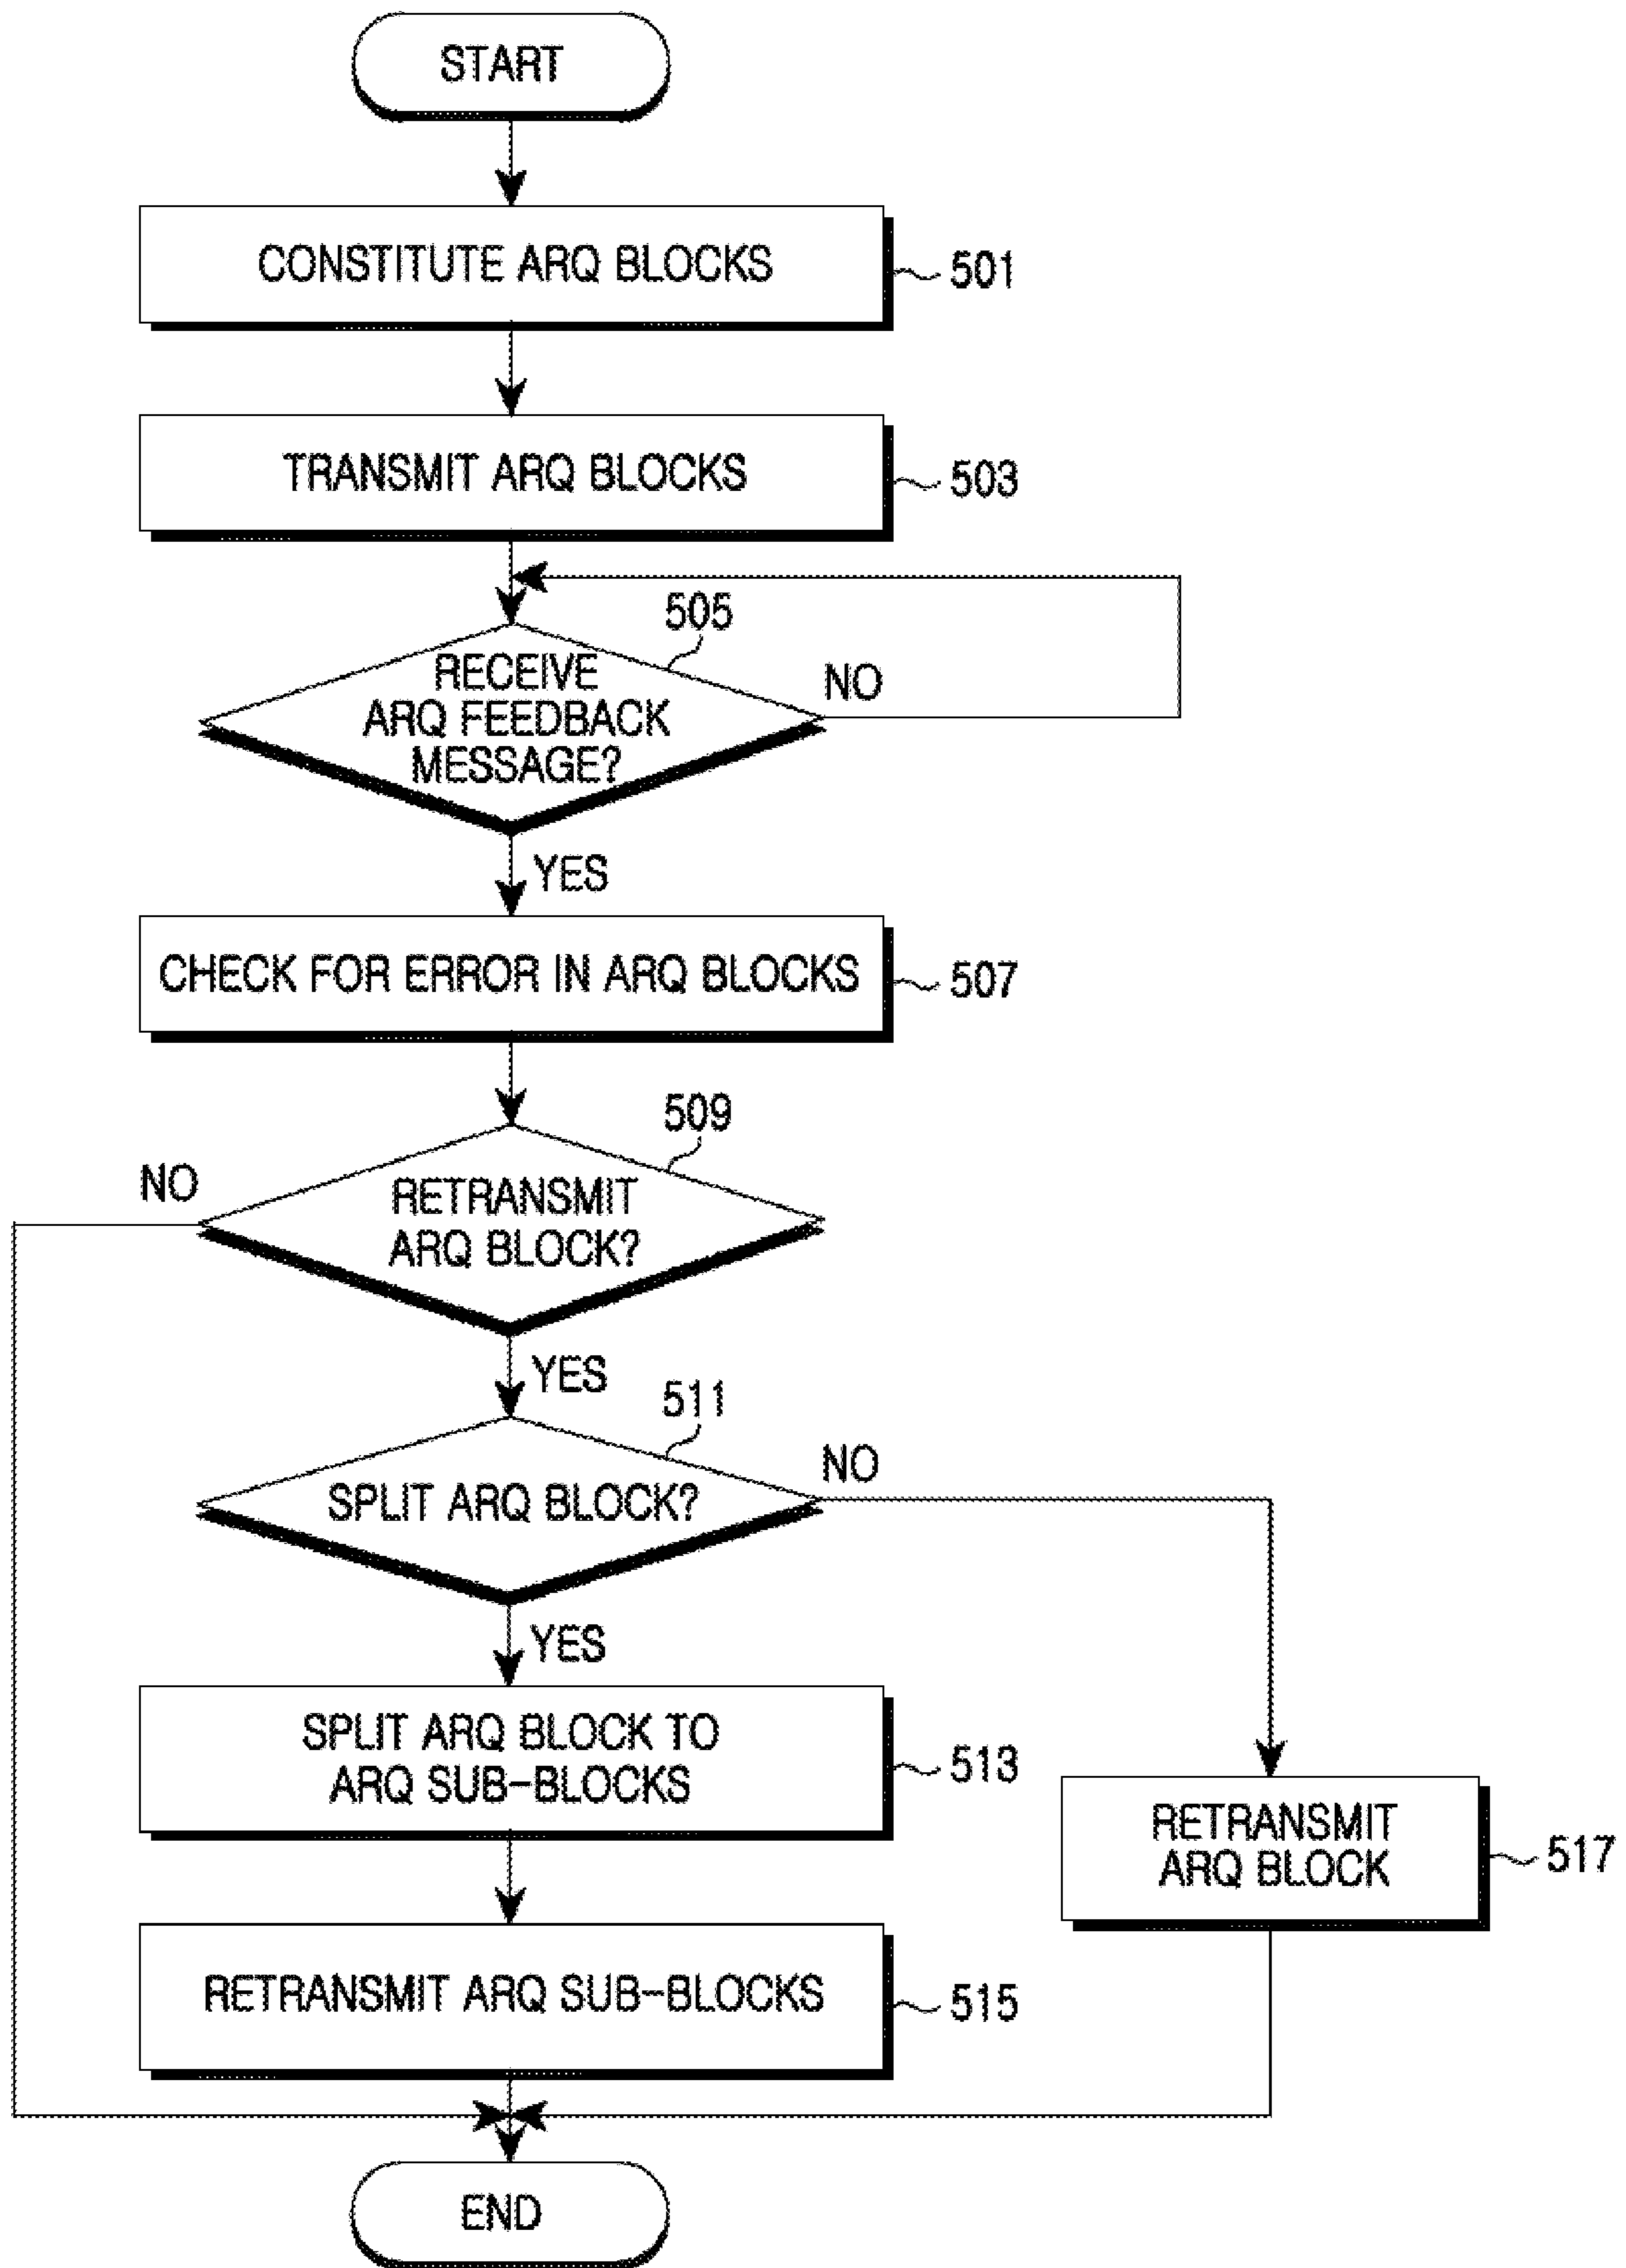 START
CONSTITUTE ARQ BLOCKS
501
TRANSMIT ARQ BLOCKS
503
505
RECEIVE
ARQ FEEDBACK
MESSAGE?
NO
YES
CHECK FOR ERROR IN ARQ BLOCKS
507
509
NO
RETRANSMIT
ARQ BLOCK?
YES
511
NO
SPLIT ARQ BLOCK?
YES
SPLIT ARQ BLOCK TO
ARQ SUB-BLOCKS
513
RETRANSMIT
ARQ BLOCK
517
RETRANSMIT ARQ SUB-BLOCKS
515
END